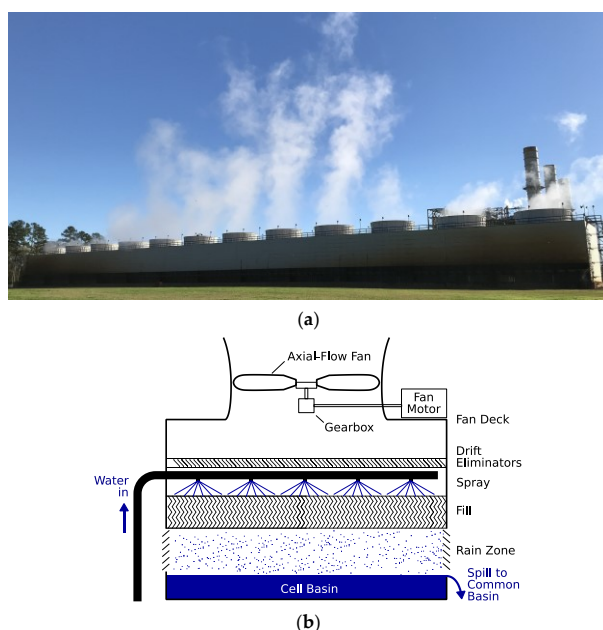 (a)
Axial-Flow Fan
Fan
Motor
Fan Deck
Gearbox
Drift
Eliminators
Water
in
Spray
Fill
Rain Zone
Spill to
Common
Basin
Cell Basin
(b)